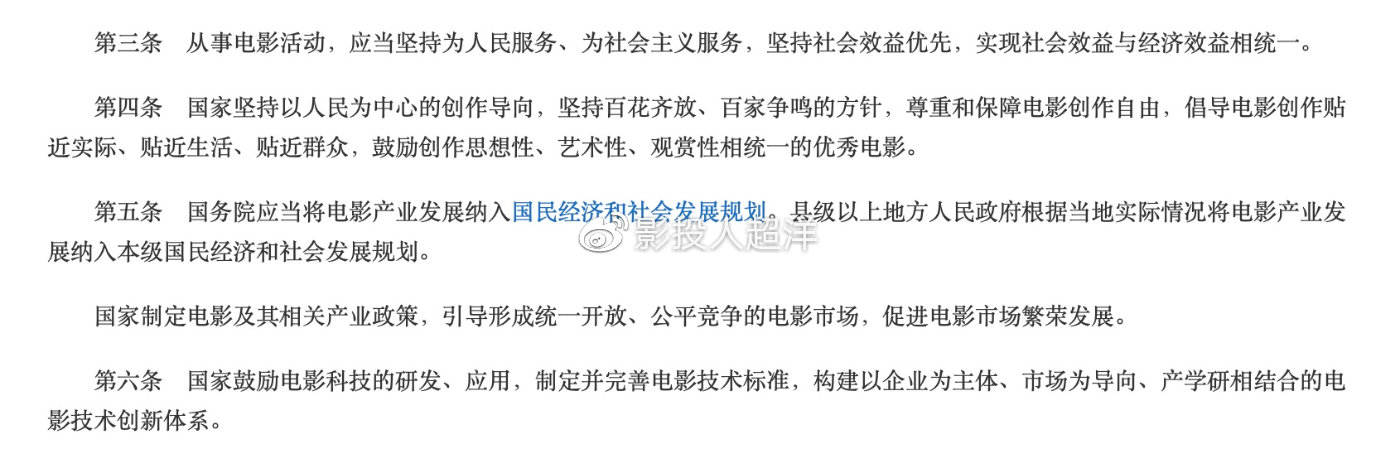 第三条 从事电影活动，应当坚持为人民服务、为社会主义服务，坚持社会效益优先，实现社会效益与经济效益相统一。
第四条 国家坚持以人民为中心的创作导向，坚持百花齐放、百家争鸣的方针，尊重和保障电影创作自由，倡导电影创作贴
近实际、贴近生活、贴近群众，鼓励创作思想性、艺术性、观赏性相统一的优秀电影。
第五条 国务院应当将电影产业发展纳入国民经济和社会发展规划。县级以上地方人民政府根据当地实际情况将电影产业发
影投人超洋
展纳入本级国民经济和社会发展规划。
国家制定电影及其相关产业政策，引导形成统一开放、公平竞争的电影市场，促进电影市场繁荣发展。
第六条 国家鼓励电影科技的研发、应用，制定并完善电影技术标准，构建以企业为主体、市场为导向、产学研相结合的电
影技术创新体系。